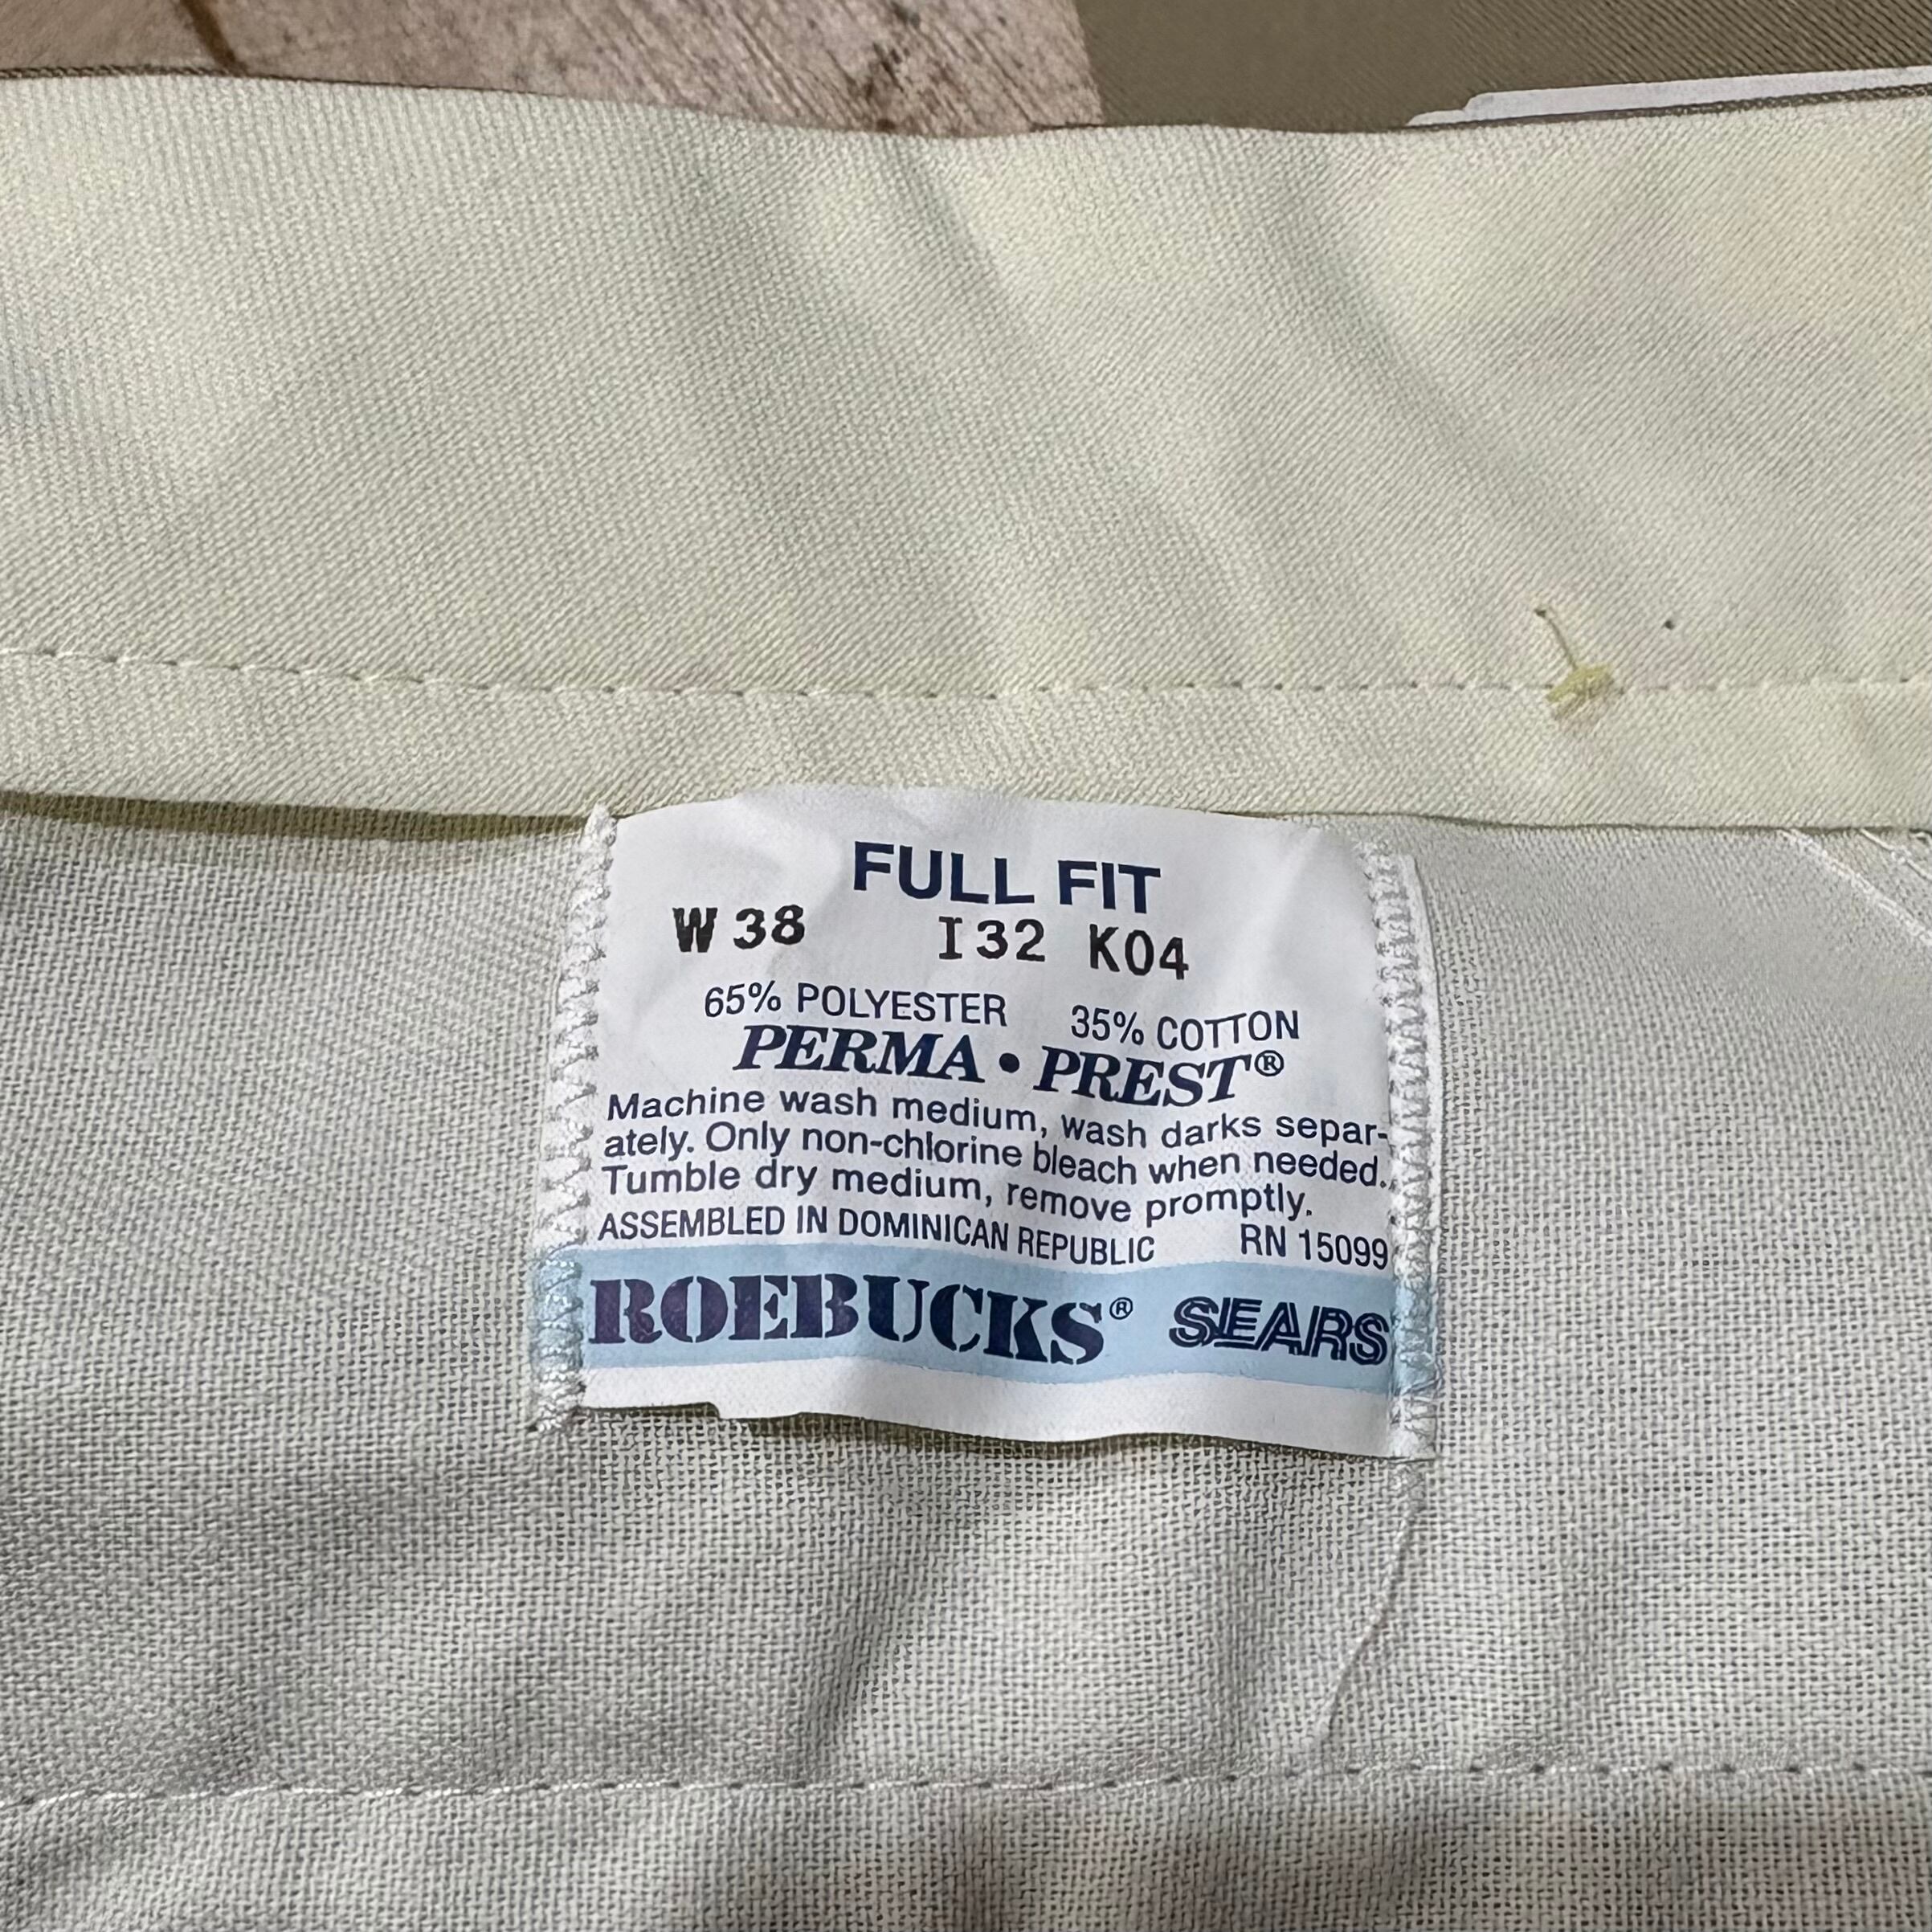 FULL FIT
W 38 I 32 K04
65% POLYESTER 35% COTTON
PERMA • PREST®
Machine wash medium, wash darks separ-
ately. Only non-chlorine bleach when needed.
Tumble dry medium, remove promptly.
ASSEMBLED IN DOMINICAN REPUBLIC RN 15099
ROEBUCKS® SEARS